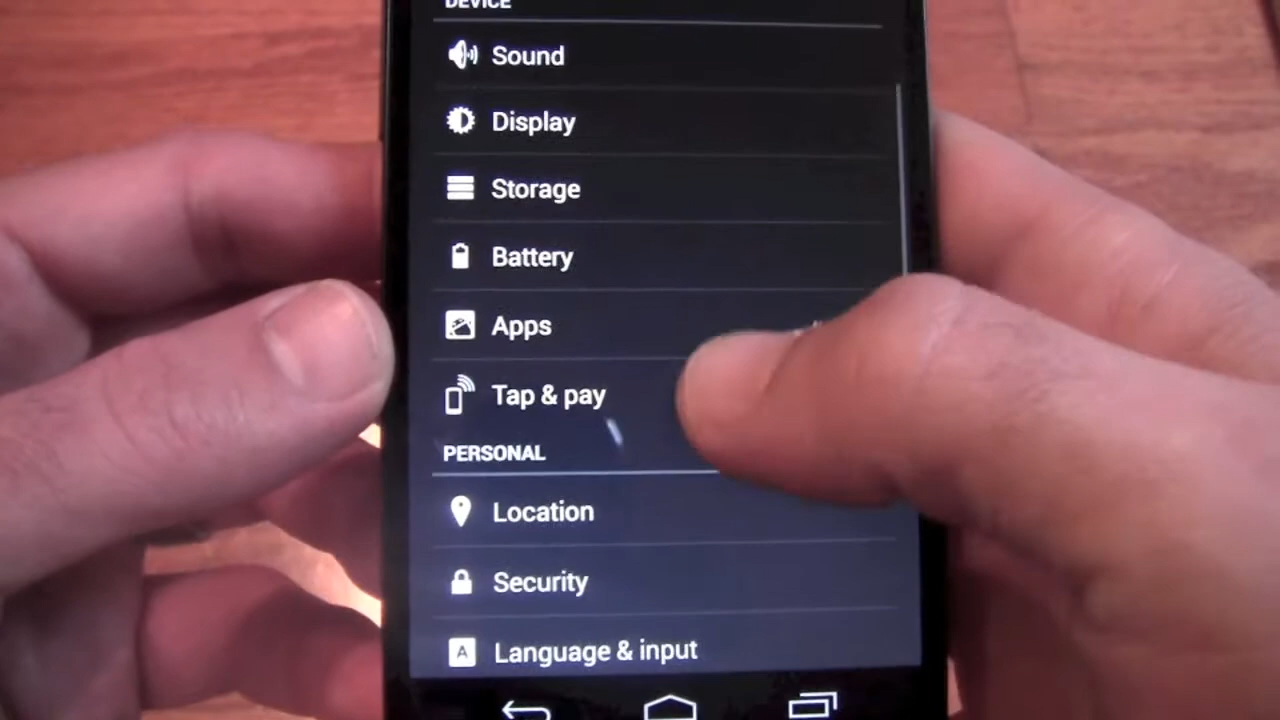 DEVICE
Sound
Display
Storage
Battery
Apps
Tap & pay
PERSONAL
Location
Security
A Language & input